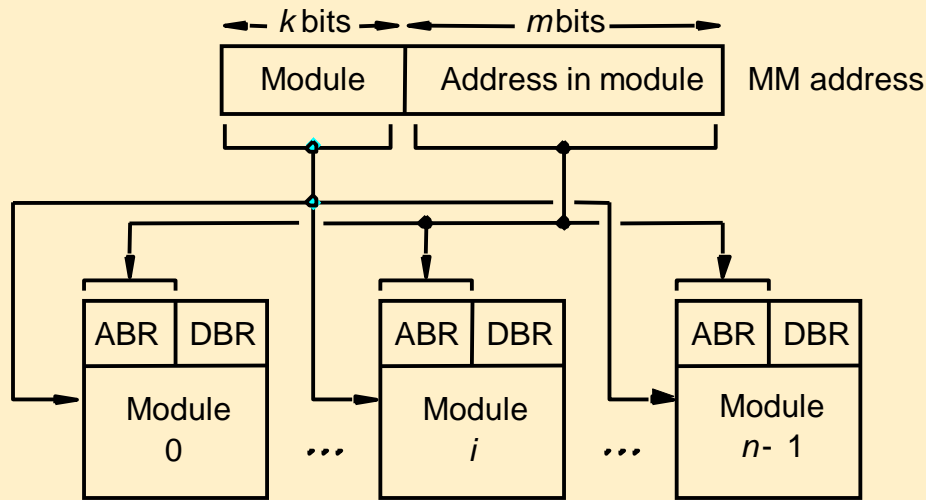 k bits m bits
Module Address in module MM address
ABR DBR ABR DBR ABR DBR
Module Module Module
0 ... i ... n- 1